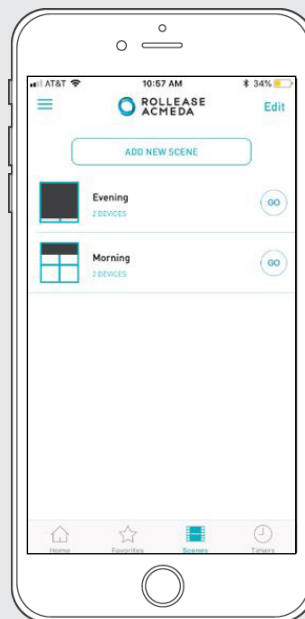 AT&T 10:57 AM 34%
ROLLEASE
ACMEDA
Edit
ADD NEW SCENE
Evening
2 DEVICES
GO
Morning
2 DEVICES
GO
Home Favorites Scenes Timers